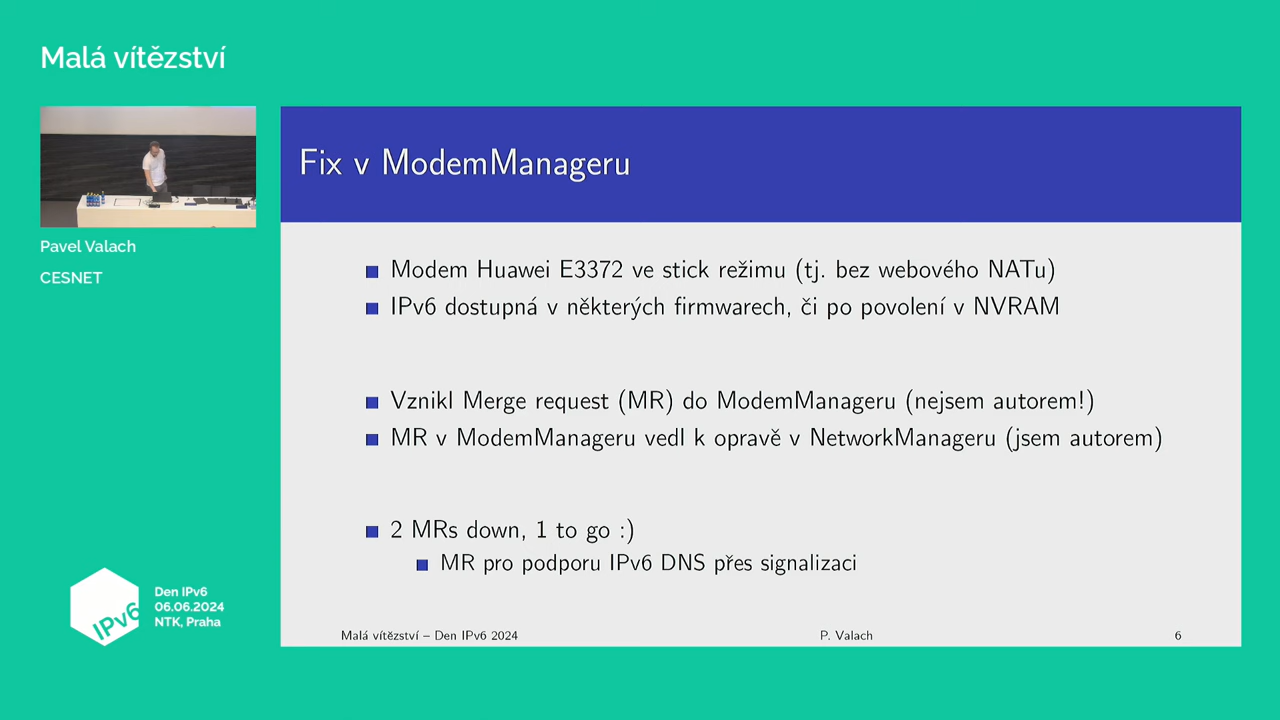 Malá vítězství
Pavel Valach
CESNET
Fix v ModemManageru
Modem Huawei E3372 ve stick režimu (tj. bez webového NATu)
IPv6 dostupná v některých firmwarech, či po povolení v NVRAM
Vznikl Merge request (MR) do ModemManageru (nejsem autorem!)
MR v ModemManageru vedl k opravě v NetworkManageru (jsem autorem)
2 MRs down, 1 to go :)
MR pro podporu IPv6 DNS přes signalizaci
Malá vítězství – Den IPv6 2024
P. Valach
6
IPv6
Den IPv6
06.06.2024
NTK, Praha